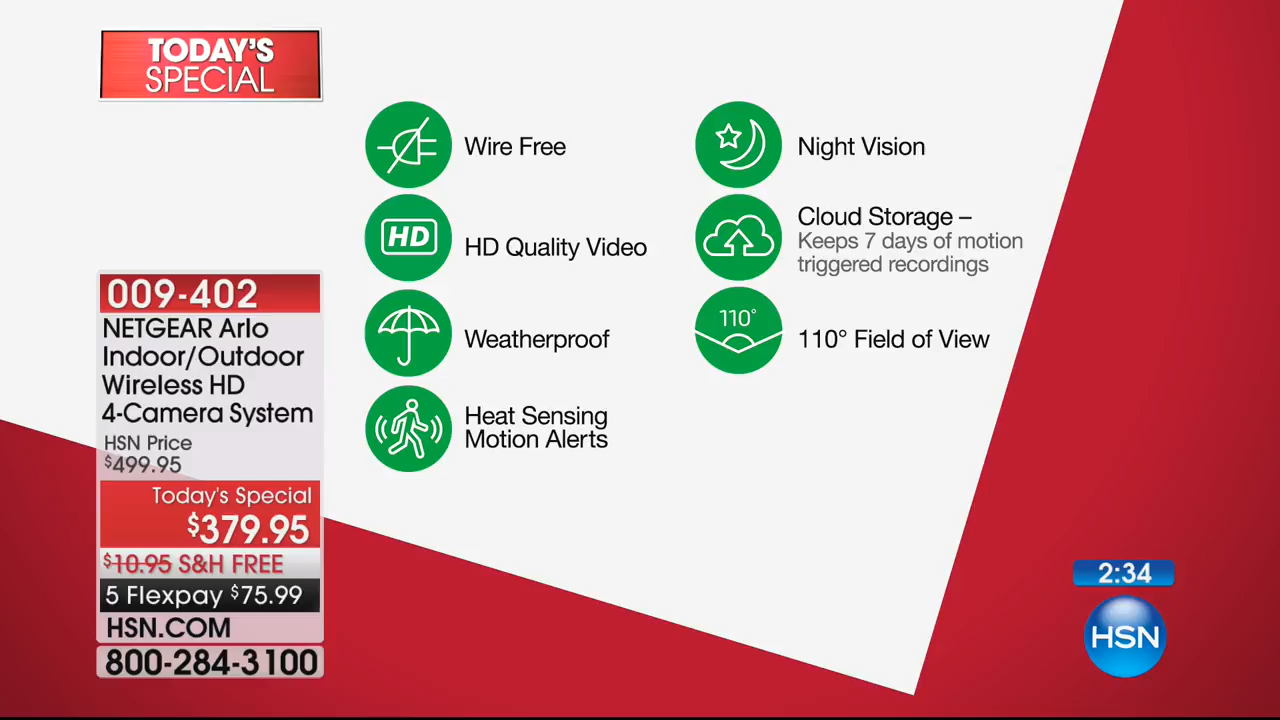 TODAY'S
SPECIAL
Wire Free
HD
HD Quality Video
Weatherproof
Heat Sensing
Motion Alerts
Night Vision
Cloud Storage –
Keeps 7 days of motion
triggered recordings
110°
110° Field of View
009-402
NETGEAR Arlo
Indoor/Outdoor
Wireless HD
4-Camera System
HSN Price
$499.95
Today's Special
$379.95
$10.95 S&H FREE
5 Flexpay $75.99
HSN.COM
800-284-3100
2:34
HSN